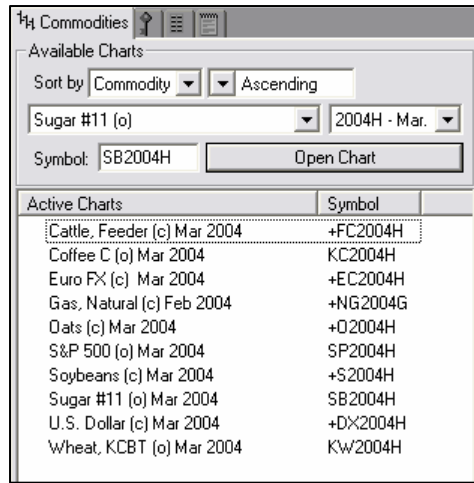 Commodities
Available Charts
Sort by Commodity Ascending
Sugar #11 (o) 2004H - Mar.
Symbol: SB2004H Open Chart
Active Charts Symbol
Cattle, Feeder (c) Mar 2004 +FC2004H
Coffee C (o) Mar 2004 KC2004H
Euro FX (c) Mar 2004 +EC2004H
Gas, Natural (c) Feb 2004 +NG2004G
Oats (c) Mar 2004 +O2004H
S&P 500 (o) Mar 2004 SP2004H
Soybeans (c) Mar 2004 +S2004H
Sugar #11 (o) Mar 2004 SB2004H
U.S. Dollar (c) Mar 2004 +DX2004H
Wheat, KCBT (o) Mar 2004 KW2004H